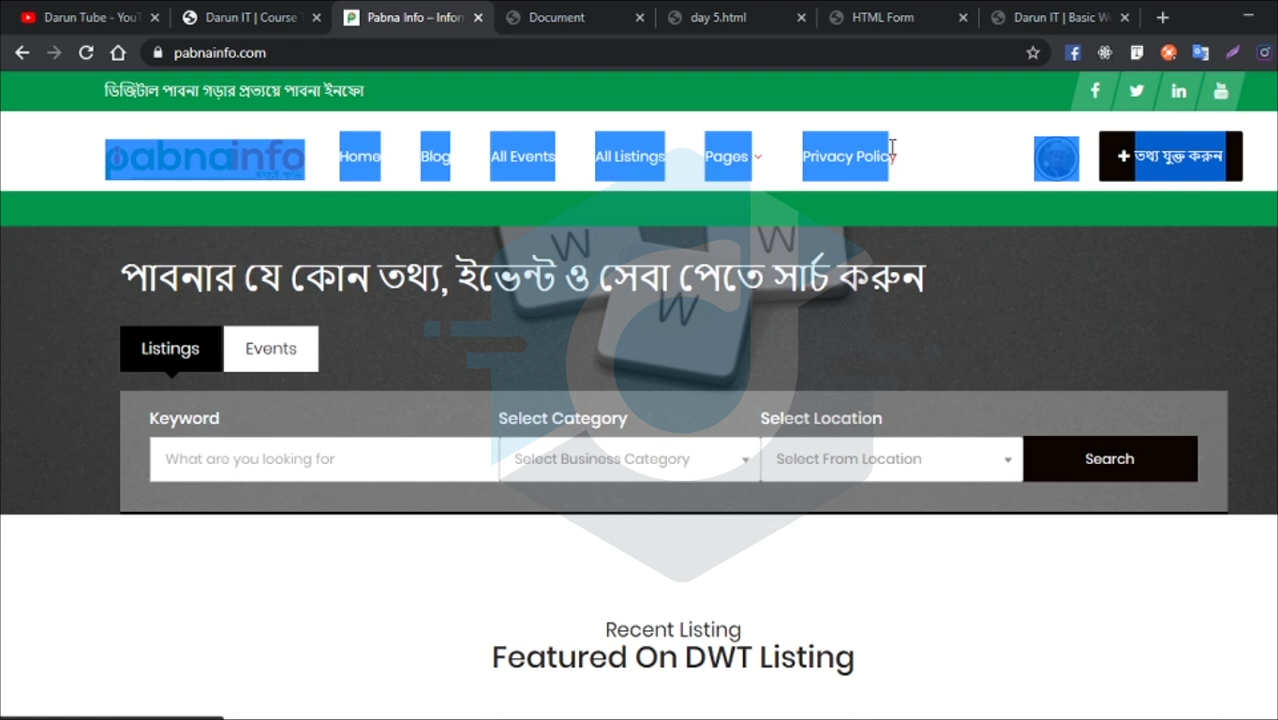 Darun Tube - You
Darun IT | Course
Pabna Info – Infor
Document
day 5.html
HTML Form
Darun IT | Basic W
pabnainfo.com
ডিজিটাল পাবনা গড়ার প্রত্যয়ে পাবনা ইনফো
pabnainfo
Home
Blog
All Events
All Listings
Pages
Privacy Policy
+ তথ্য যুক্ত করুন
W W
W
পাবনার যে কোন তথ্য, ইভেন্ট ও সেবা পেতে সার্চ করুন
Listings
Events
Keyword
Select Category
Select Location
What are you looking for
Select Business Category
Select From Location
Search
Recent Listing
Featured On DWT Listing